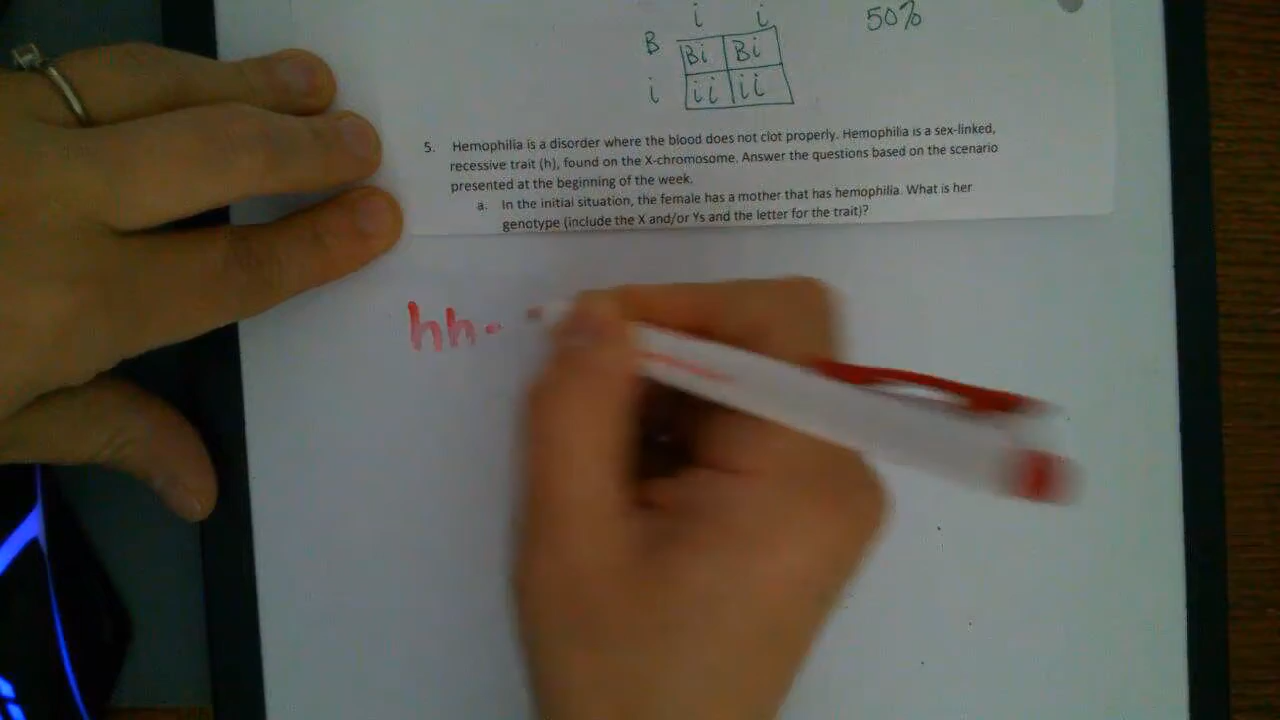 i i
B Bi Bi 50%
i ii ii
5. Hemophilia is a disorder where the blood does not clot properly. Hemophilia is a sex-linked,
recessive trait (h), found on the X-chromosome. Answer the questions based on the scenario
presented at the beginning of the week.
a. In the initial situation, the female has a mother that has hemophilia. What is her
genotype (include the X and/or Ys and the letter for the trait)?
hh-